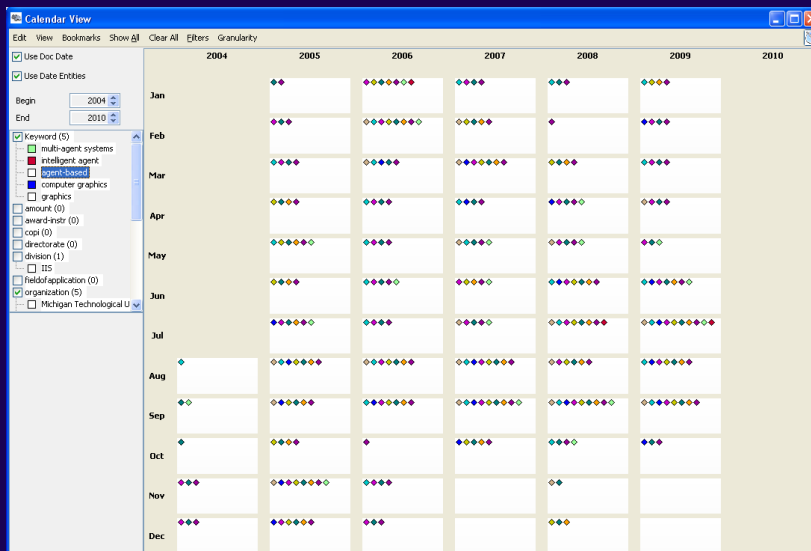 Calendar View
Edit View Bookmarks Show All Clear All Filters Granularity
Use Doc Date
Use Date Entities
Begin 2004
End 2010
Keyword (5)
multi-agent systems
intelligent agent
agent-based
computer graphics
graphics
amount (0)
award-instr (0)
copi (0)
directorate (0)
division (1)
IIS
fieldofapplication (0)
organization (5)
Michigan Technological U
2004 2005 2006 2007 2008 2009 2010
Jan
Feb
Mar
Apr
May
Jun
Jul
Aug
Sep
Oct
Nov
Dec